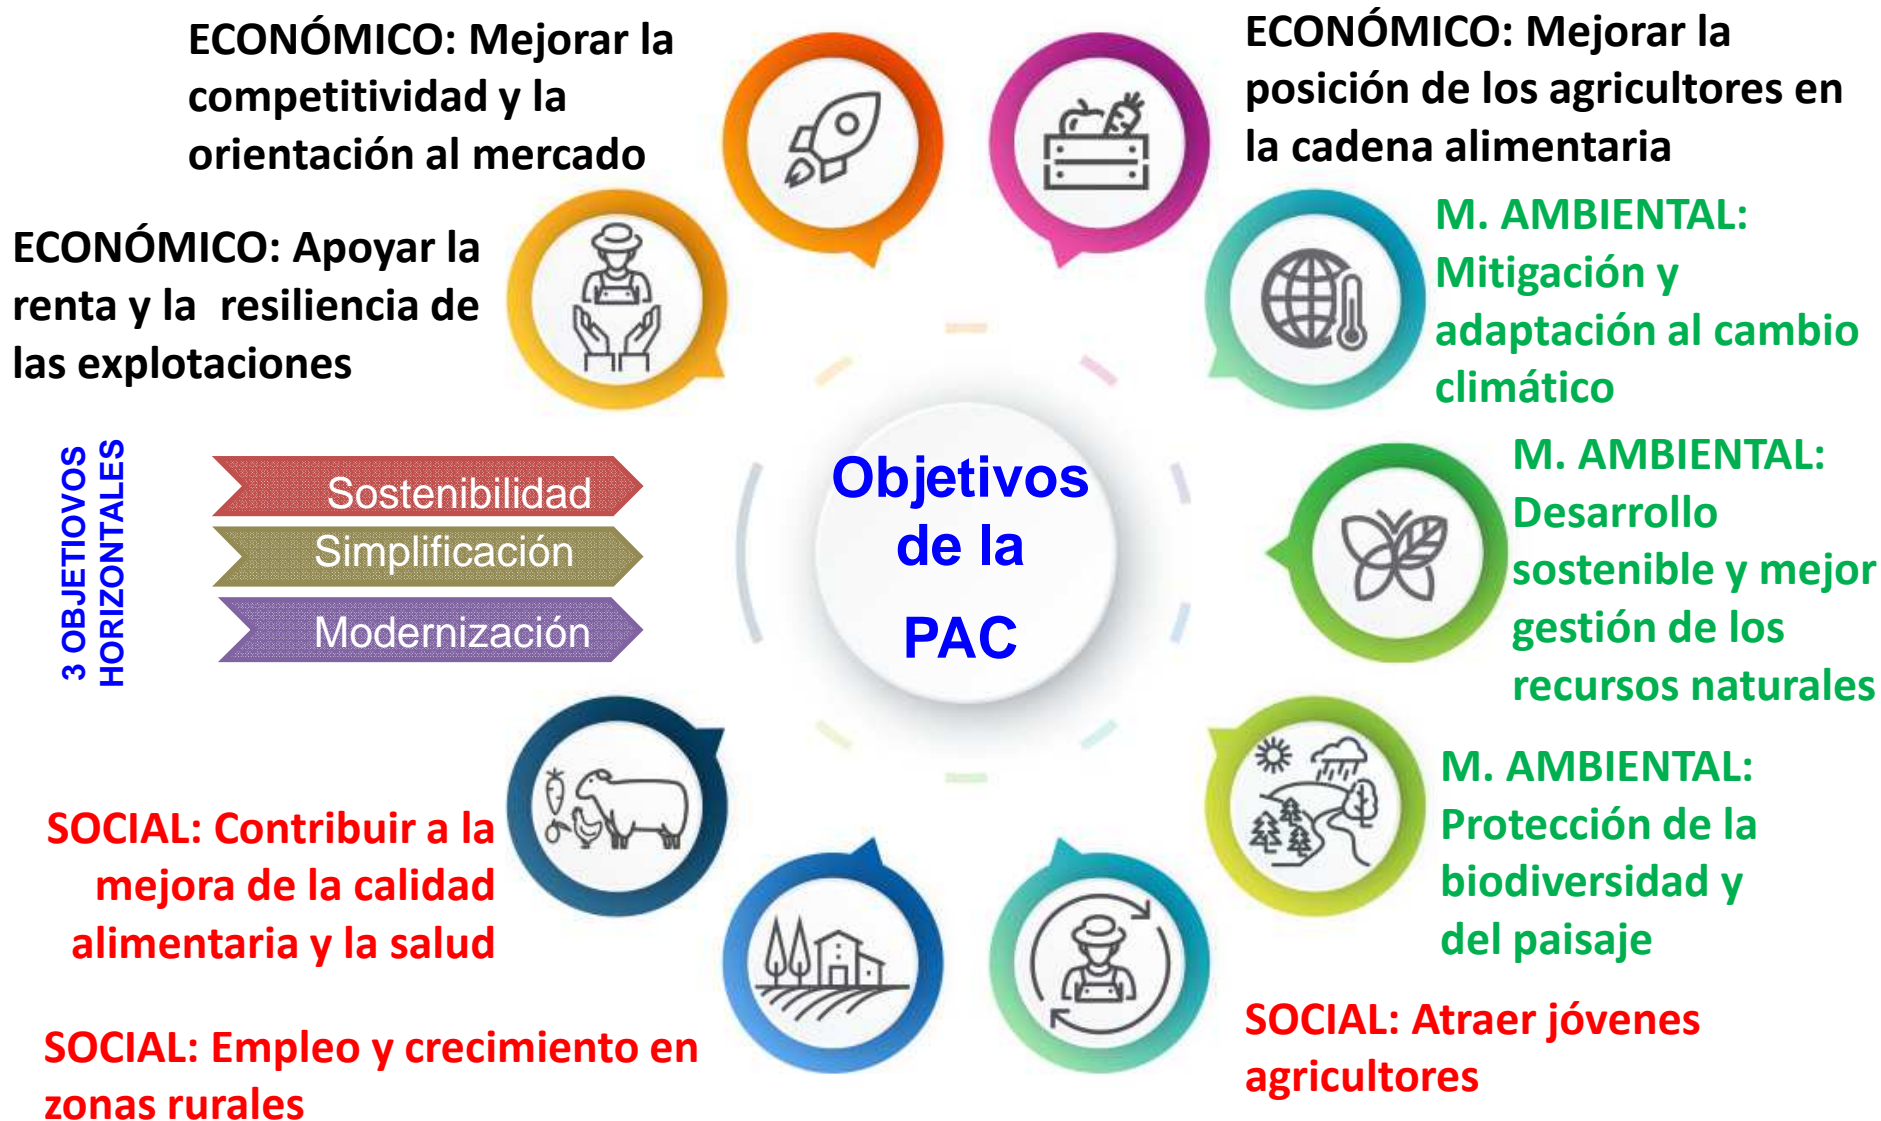 ECONÓMICO: Mejorar la
competitividad y la
orientación al mercado
ECONÓMICO: Mejorar la
posición de los agricultores en
la cadena alimentaria
ECONÓMICO: Apoyar la
renta y la resiliencia de
las explotaciones
M. AMBIENTAL:
Mitigación y
adaptación al cambio
climático
3 OBJETIOVOS
HORIZONTALES
Sostenibilidad
Simplificación
Modernización
Objetivos
de la
PAC
M. AMBIENTAL:
Desarrollo
sostenible y mejor
gestión de los
recursos naturales
M. AMBIENTAL:
Protección de la
biodiversidad y
del paisaje
SOCIAL: Contribuir a la
mejora de la calidad
alimentaria y la salud
SOCIAL: Empleo y crecimiento en
zonas rurales
SOCIAL: Atraer jóvenes
agricultores